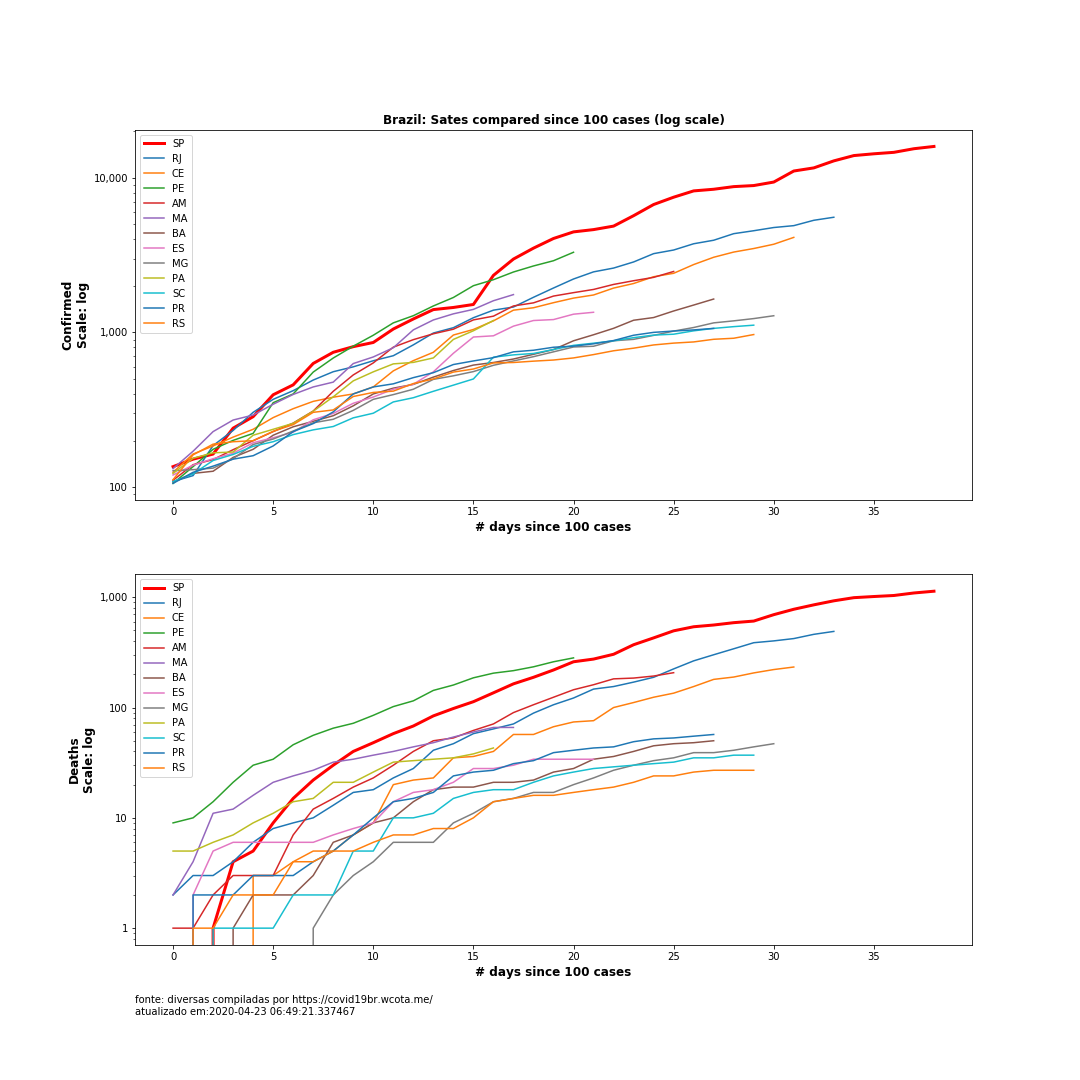 Brazil: Sates compared since 100 cases (log scale)
Confirmed
Scale: log
10,000
1,000
100
SP
RJ
CE
PE
AM
MA
BA
ES
MG
PA
SC
PR
RS
0 5 10 15 20 25 30 35
# days since 100 cases
Deaths
Scale: log
1,000
100
10
1
SP
RJ
CE
PE
AM
MA
BA
ES
MG
PA
SC
PR
RS
0 5 10 15 20 25 30 35
# days since 100 cases
fonte: diversas compiladas por https://covid19br.wcota.me/
atualizado em:2020-04-23 06:49:21.337467